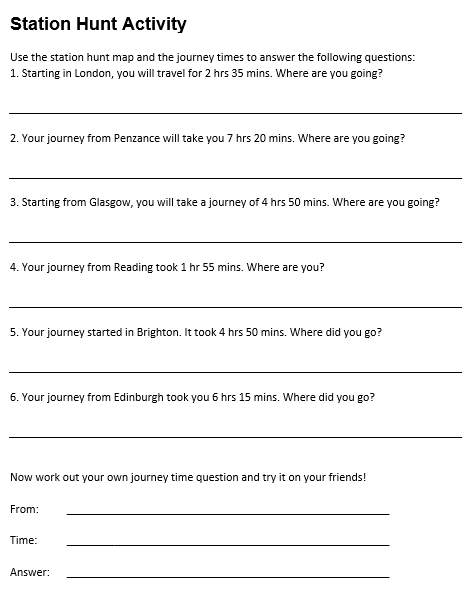 Station Hunt Activity
Use the station hunt map and the journey times to answer the following questions:
1. Starting in London, you will travel for 2 hrs 35 mins. Where are you going?
2. Your journey from Penzance will take you 7 hrs 20 mins. Where are you going?
3. Starting from Glasgow, you will take a journey of 4 hrs 50 mins. Where are you going?
4. Your journey from Reading took 1 hr 55 mins. Where are you?
5. Your journey started in Brighton. It took 4 hrs 50 mins. Where did you go?
6. Your journey from Edinburgh took you 6 hrs 15 mins. Where did you go?
Now work out your own journey time question and try it on your friends!
From:
Time:
Answer: